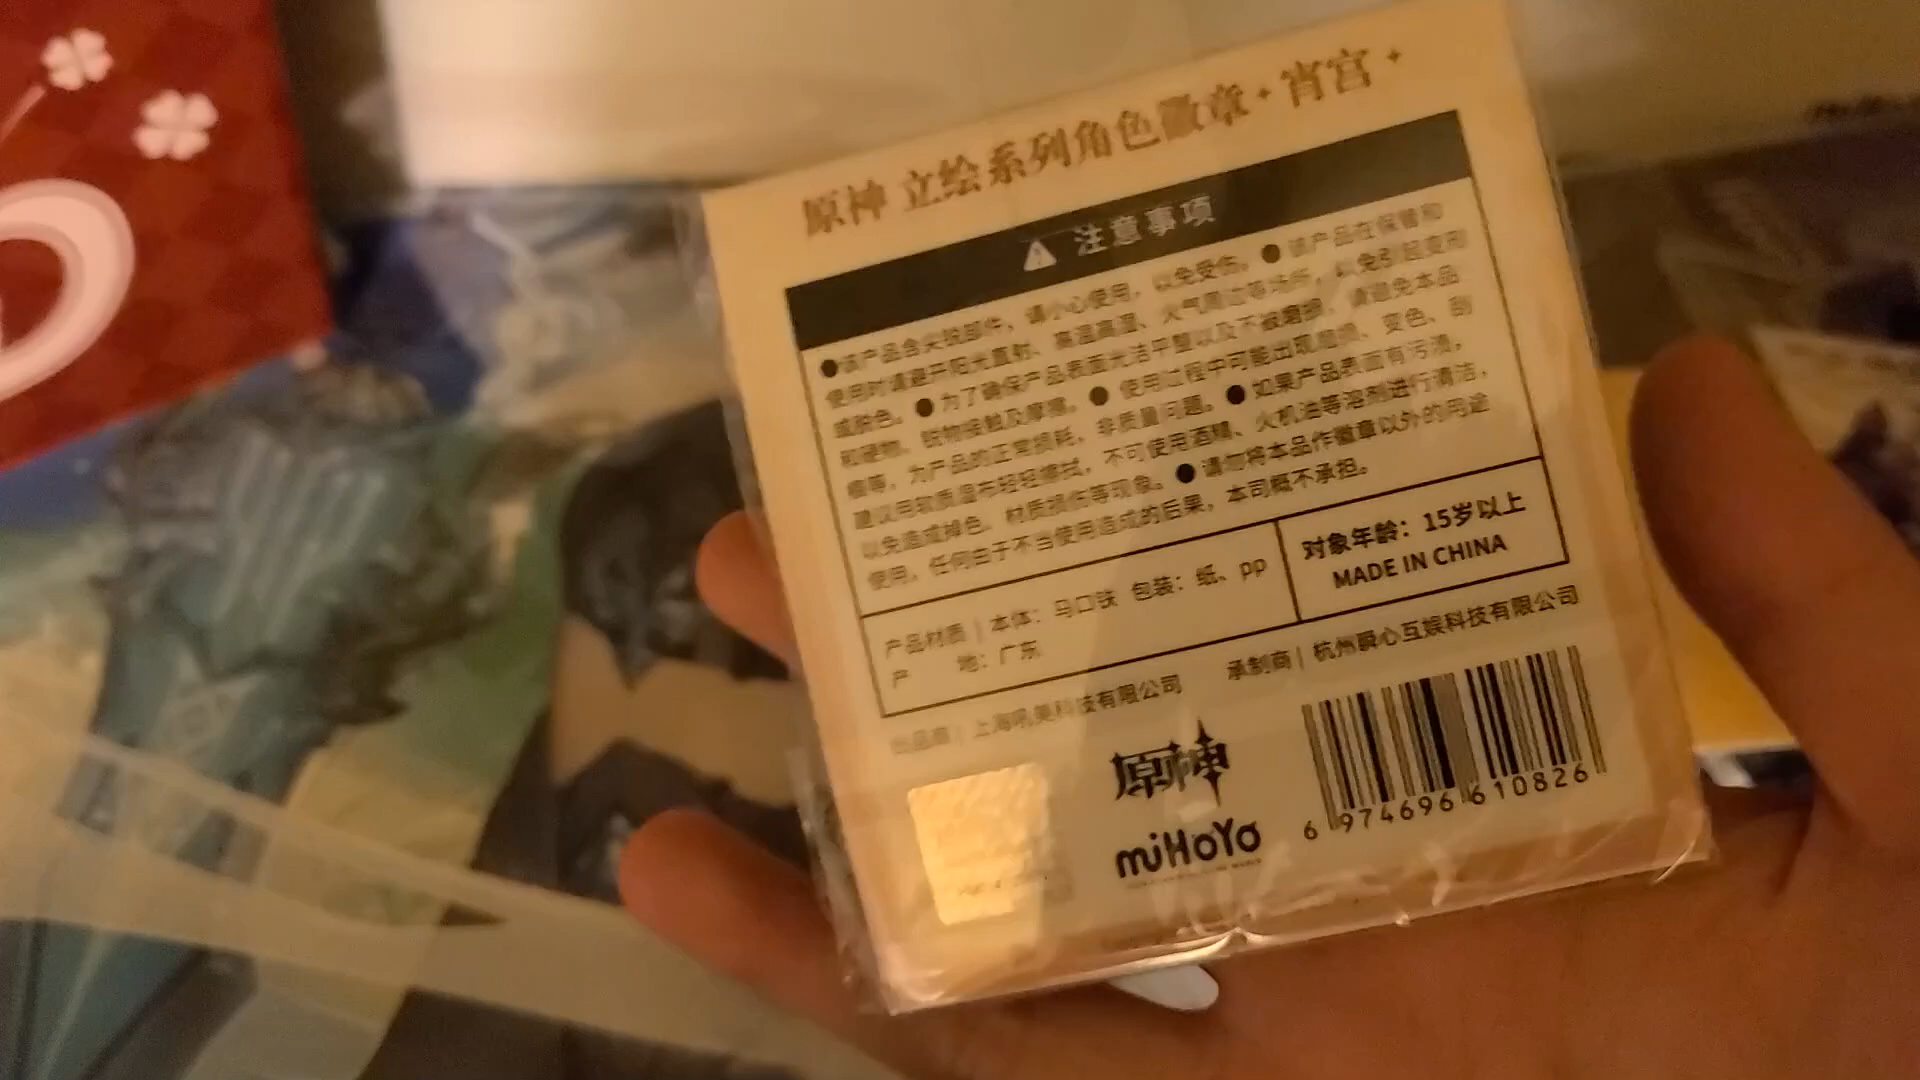 原神 立绘系列角色徽章·宵宫
注意事项
●该产品含尖锐部件，请小心使用，以免受伤。●该产品在保管和
使用时请避开阳光直射、高温高湿、火气周边等场所，以免引起变形
或脱色。●为了确保产品表面光洁平整以及不被磨损，请避免本品
和硬物、锐物接触及摩擦。●使用过程中可能出现磨损、变色、刮
痕等，为产品的正常损耗，非质量问题。●如果产品表面有污渍，
建议用软质湿布轻轻擦拭，不可使用酒精、火机油等溶剂进行清洁，
以免造成掉色、材质损伤等现象。●请勿将本品作徽章以外的用途
使用，任何由于不当使用造成的后果，本司概不承担。
产品材质 | 本体：马口铁 包装：纸、pp
产 地：广东
对象年龄：15岁以上
MADE IN CHINA
出品商 | 上海呒美科技有限公司
承制商 | 杭州瞬心互娱科技有限公司
原神
miHoYo
6 974696 610826